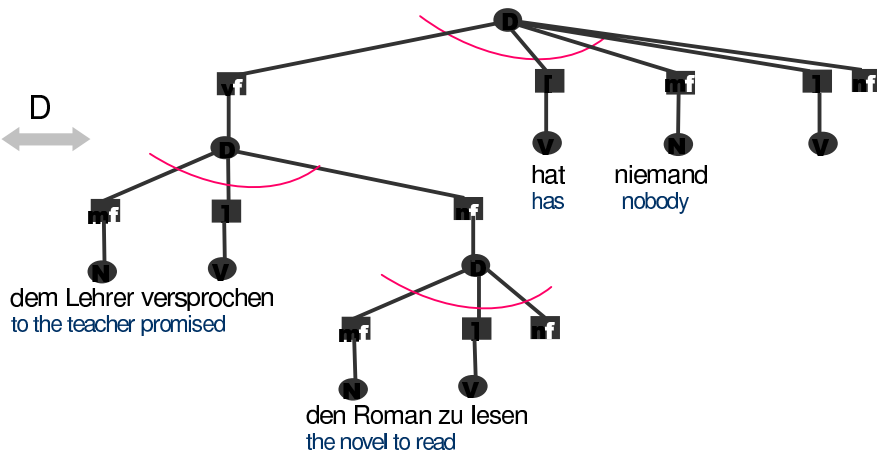 D
vf [ mf ] nf
D
D
V N V
hat niemand
has nobody
mf ] nf
N V
D
dem Lehrer versprochen
to the teacher promised
mf ] nf
N V
den Roman zu lesen
the novel to read